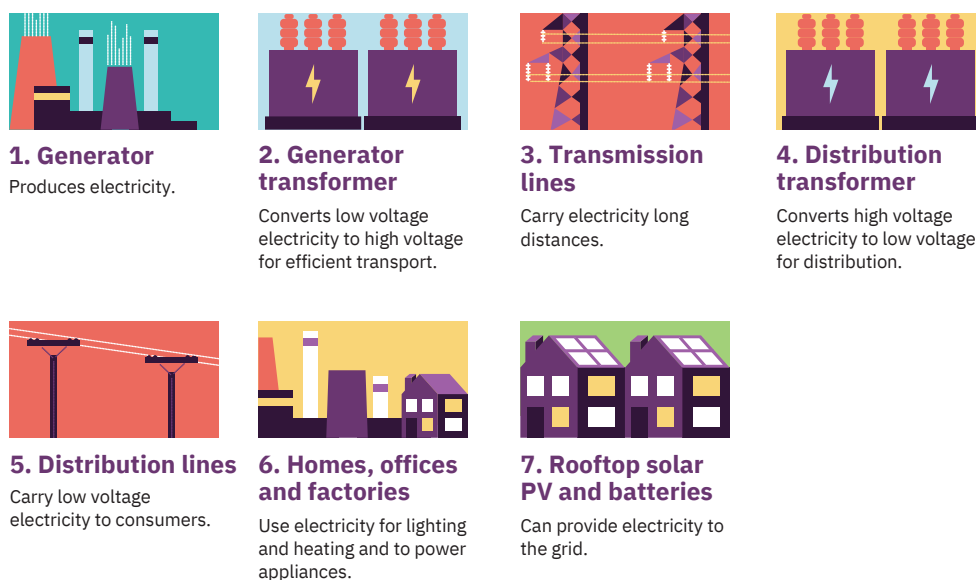 1. Generator
Produces electricity.
2. Generator
transformer
Converts low voltage
electricity to high voltage
for efficient transport.
3. Transmission
lines
Carry electricity long
distances.
4. Distribution
transformer
Converts high voltage
electricity to low voltage
for distribution.
5. Distribution lines
Carry low voltage
electricity to consumers.
6. Homes, offices
and factories
Use electricity for lighting
and heating and to power
appliances.
7. Rooftop solar
PV and batteries
Can provide electricity to
the grid.